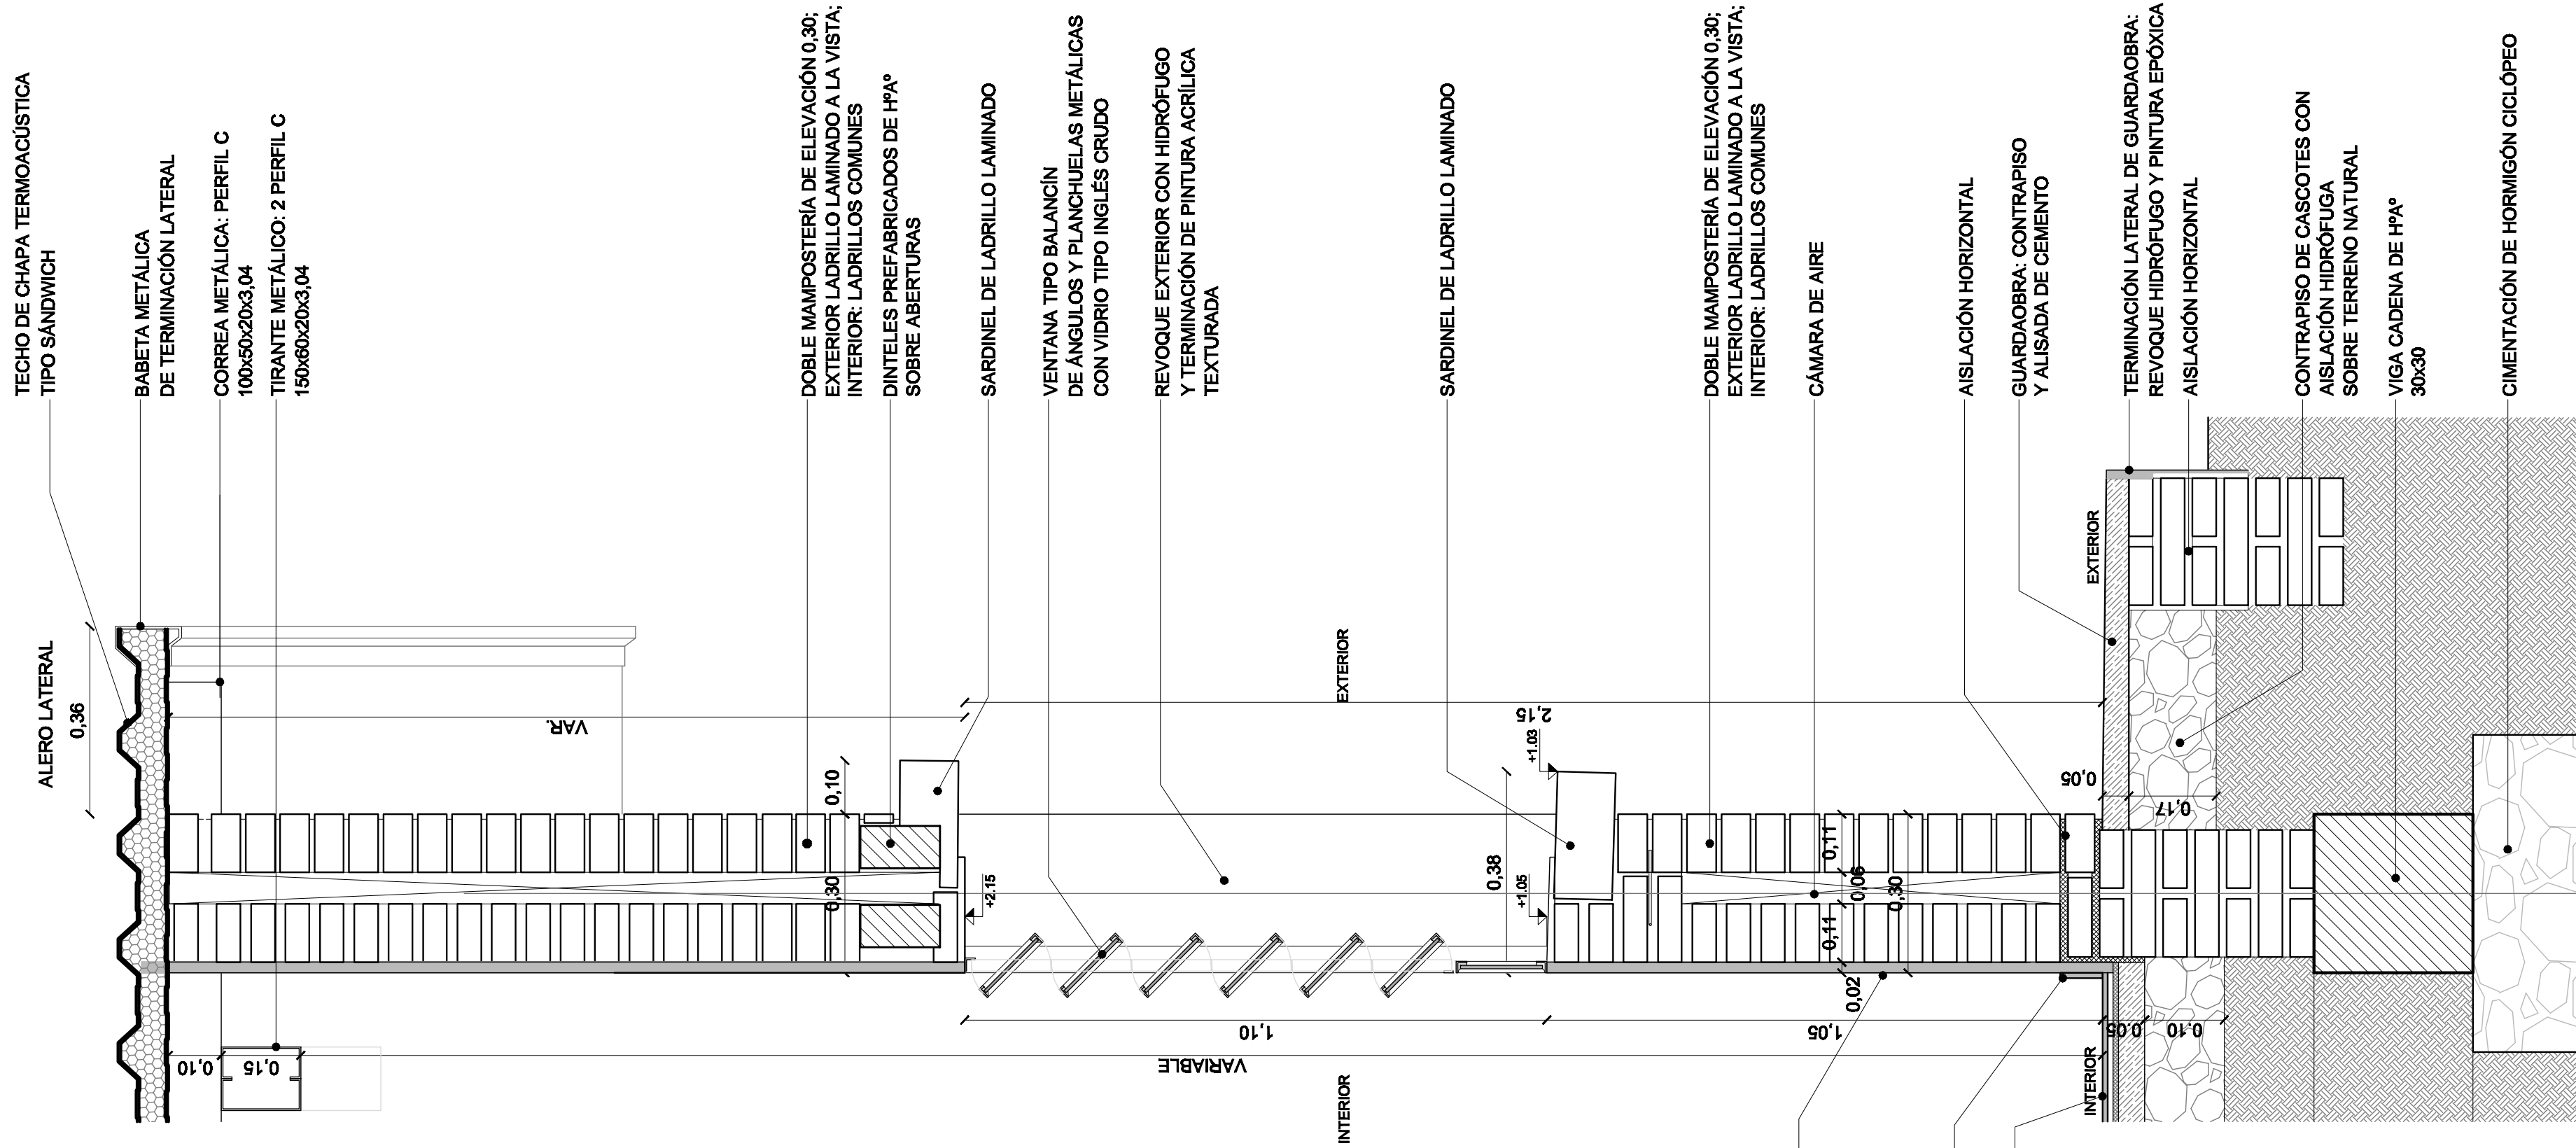 TECHO DE CHAPA TERMOACÚSTICA
TIPO SÁNDWICH
BABETA METÁLICA
DE TERMINACIÓN LATERAL
CORREA METÁLICA: PERFIL C
100x50x20x3,04
TIRANTE METÁLICO: 2 PERFIL C
150x60x20x3,04
DOBLE MAMPOSTERÍA DE ELEVACIÓN 0,30;
EXTERIOR LADRILLO LAMINADO A LA VISTA;
INTERIOR: LADRILLOS COMUNES
DINTELES PREFABRICADOS DE HºAº
SOBRE ABERTURAS
SARDINEL DE LADRILLO LAMINADO
VENTANA TIPO BALANCÍN
DE ÁNGULOS Y PLANCHUELAS METÁLICAS
CON VIDRIO TIPO INGLÉS CRUDO
REVOQUE EXTERIOR CON HIDRÓFUGO
Y TERMINACIÓN DE PINTURA ACRÍLICA
TEXTURADA
SARDINEL DE LADRILLO LAMINADO
DOBLE MAMPOSTERÍA DE ELEVACIÓN 0,30;
EXTERIOR LADRILLO LAMINADO A LA VISTA;
INTERIOR: LADRILLOS COMUNES
CÁMARA DE AIRE
AISLACIÓN HORIZONTAL
GUARDAOBRA: CONTRAPISO
Y ALISADA DE CEMENTO
TERMINACIÓN LATERAL DE GUARDAOBRA:
REVOQUE HIDRÓFUGO Y PINTURA EPÓXICA
AISLACIÓN HORIZONTAL
CONTRAPISO DE CASCOTES CON
AISLACIÓN HIDRÓFUGA
SOBRE TERRENO NATURAL
VIGA CADENA DE HºAº
30x30
CIMENTACIÓN DE HORMIGÓN CICLÓPEO
ALERO LATERAL
0,36
VAR.
0,10
0,30
+2.15
EXTERIOR
2,15
+1.03
0,38
+1.05
0,11
0,06
0,30
0,11
0,02
EXTERIOR
0,05
0,17
0,10
0,15
VARIABLE
1,10
1,05
0,05
0,10
INTERIOR
INTERIOR